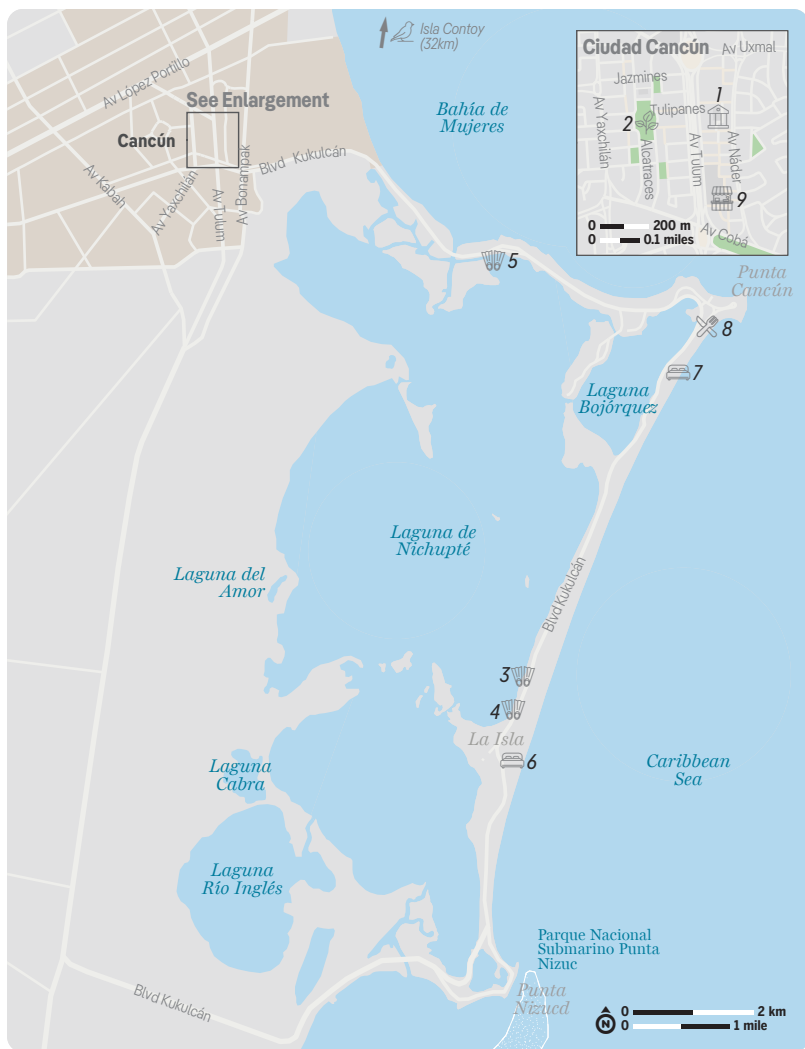 Isla Contoy
(32km)
Ciudad Cancún
Av Uxmal
Jazmines
1
Tulipanes
2
Av Yaxchilán
Alcatraces
Av Tulum
Av Náder
9
0 200 m
0 0.1 miles
Av Cobá
Av López Portillo
See Enlargement
Cancún
Bahía de
Mujeres
Blvd Kukulcán
Av Kabah
Av Yaxchilán
Av Tulum
Av Bonampak
5
Punta
Cancún
8
7
Laguna
Bojórquez
Laguna de
Nichupté
Laguna del
Amor
Blvd Kukulcán
3
4
La Isla
6
Caribbean
Sea
Laguna
Cabra
Laguna
Río Inglés
Parque Nacional
Submarino Punta
Nizuc
Punta
Nizucd
Blvd Kukulcán
N
0 2 km
0 1 mile